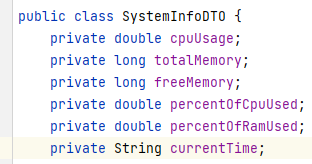 public class SystemInfoDTO {
    private double cpuUsage;
    private long totalMemory;
    private long freeMemory;
    private double percentOfCpuUsed;
    private double percentOfRamUsed;
    private String currentTime;